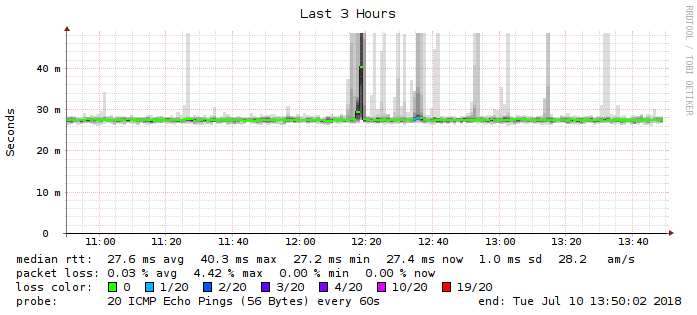 Last 3 Hours
RRDTOOL / TOBI OETIKER
Seconds
40 m
30 m
20 m
10 m
0
11:00 11:20 11:40 12:00 12:20 12:40 13:00 13:20 13:40
median rtt: 27.6 ms avg 40.3 ms max 27.2 ms min 27.4 ms now 1.0 ms sd 28.2 am/s
packet loss: 0.03 % avg 4.42 % max 0.00 % min 0.00 % now
loss color: 0 1/20 2/20 3/20 4/20 10/20 19/20
probe: 20 ICMP Echo Pings (56 Bytes) every 60s end: Tue Jul 10 13:50:02 2018